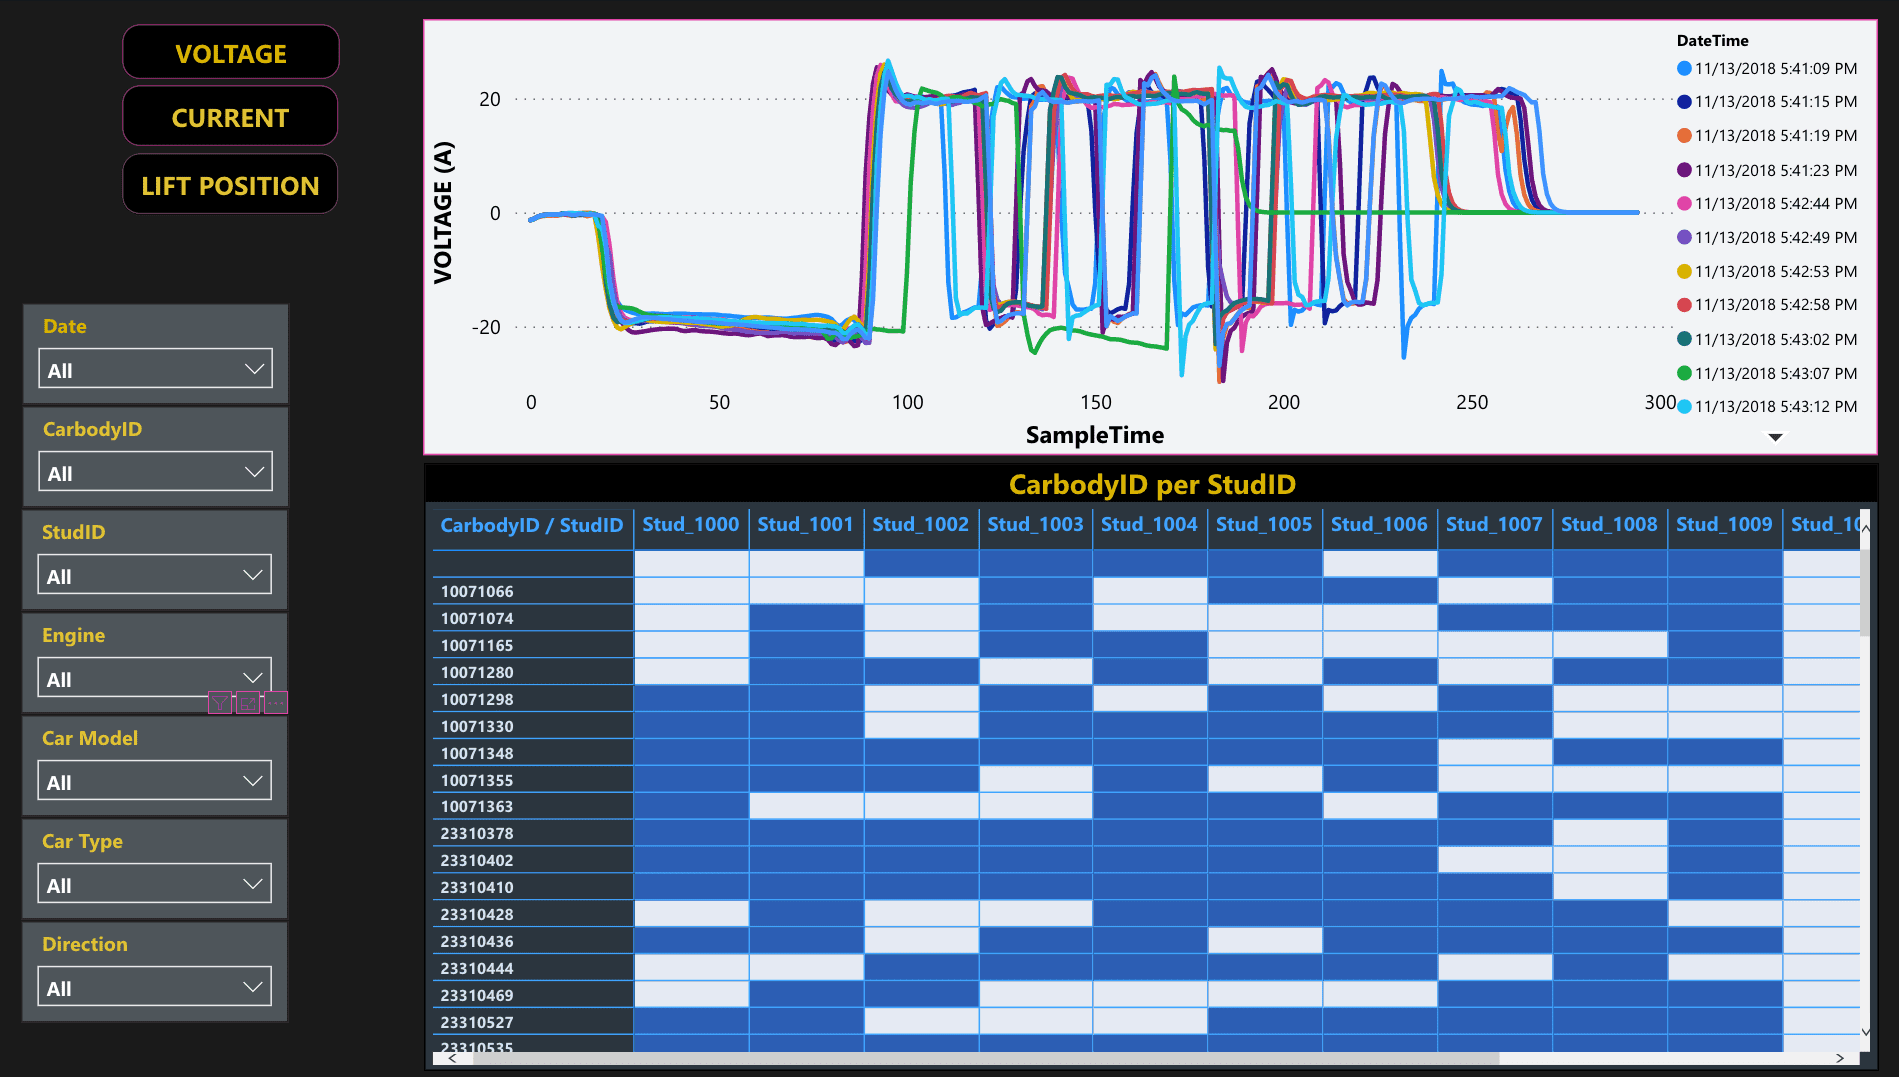 VOLTAGE
CURRENT
LIFT POSITION
Date
All
CarbodyID
All
StudID
All
Engine
All
Car Model
All
Car Type
All
Direction
All
VOLTAGE (A)
20
0
-20
0 50 100 150 200 250 300
SampleTime
DateTime
11/13/2018 5:41:09 PM
11/13/2018 5:41:15 PM
11/13/2018 5:41:19 PM
11/13/2018 5:41:23 PM
11/13/2018 5:42:44 PM
11/13/2018 5:42:49 PM
11/13/2018 5:42:53 PM
11/13/2018 5:42:58 PM
11/13/2018 5:43:02 PM
11/13/2018 5:43:07 PM
11/13/2018 5:43:12 PM
CarbodyID per StudID
CarbodyID / StudID Stud_1000 Stud_1001 Stud_1002 Stud_1003 Stud_1004 Stud_1005 Stud_1006 Stud_1007 Stud_1008 Stud_1009 Stud_10
10071066
10071074
10071165
10071280
10071298
10071330
10071348
10071355
10071363
23310378
23310402
23310410
23310428
23310436
23310444
23310469
23310527
23310535